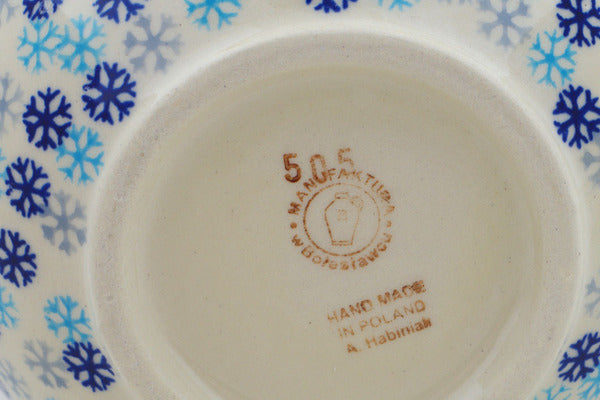 505
MANUFAKTURA
w Bolesławcu
HAND MADE
IN POLAND
A. Habiniak